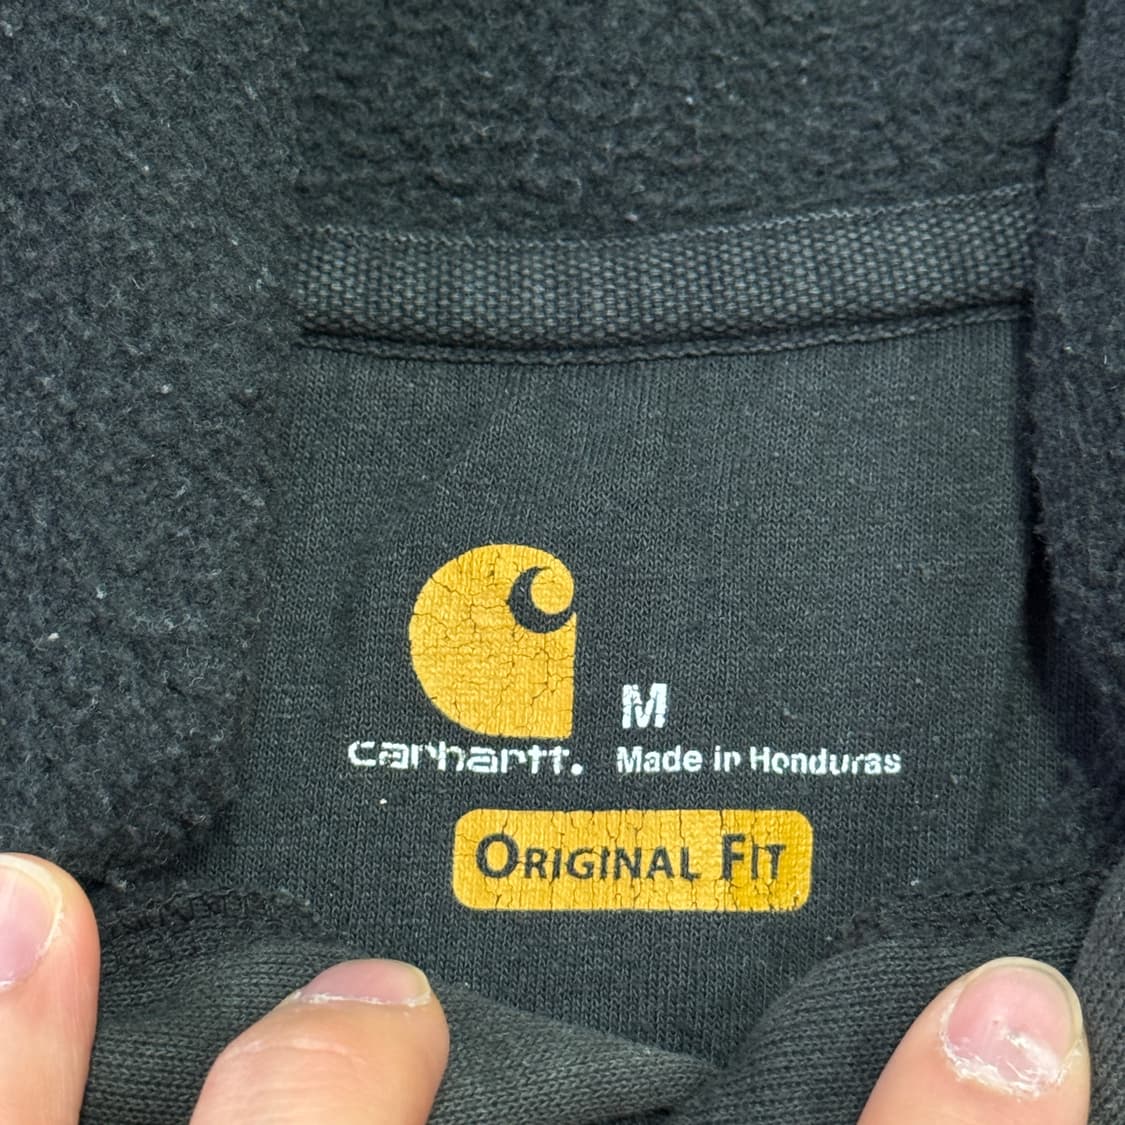 M
carhartt.
Made in Honduras
ORIGINAL FIT